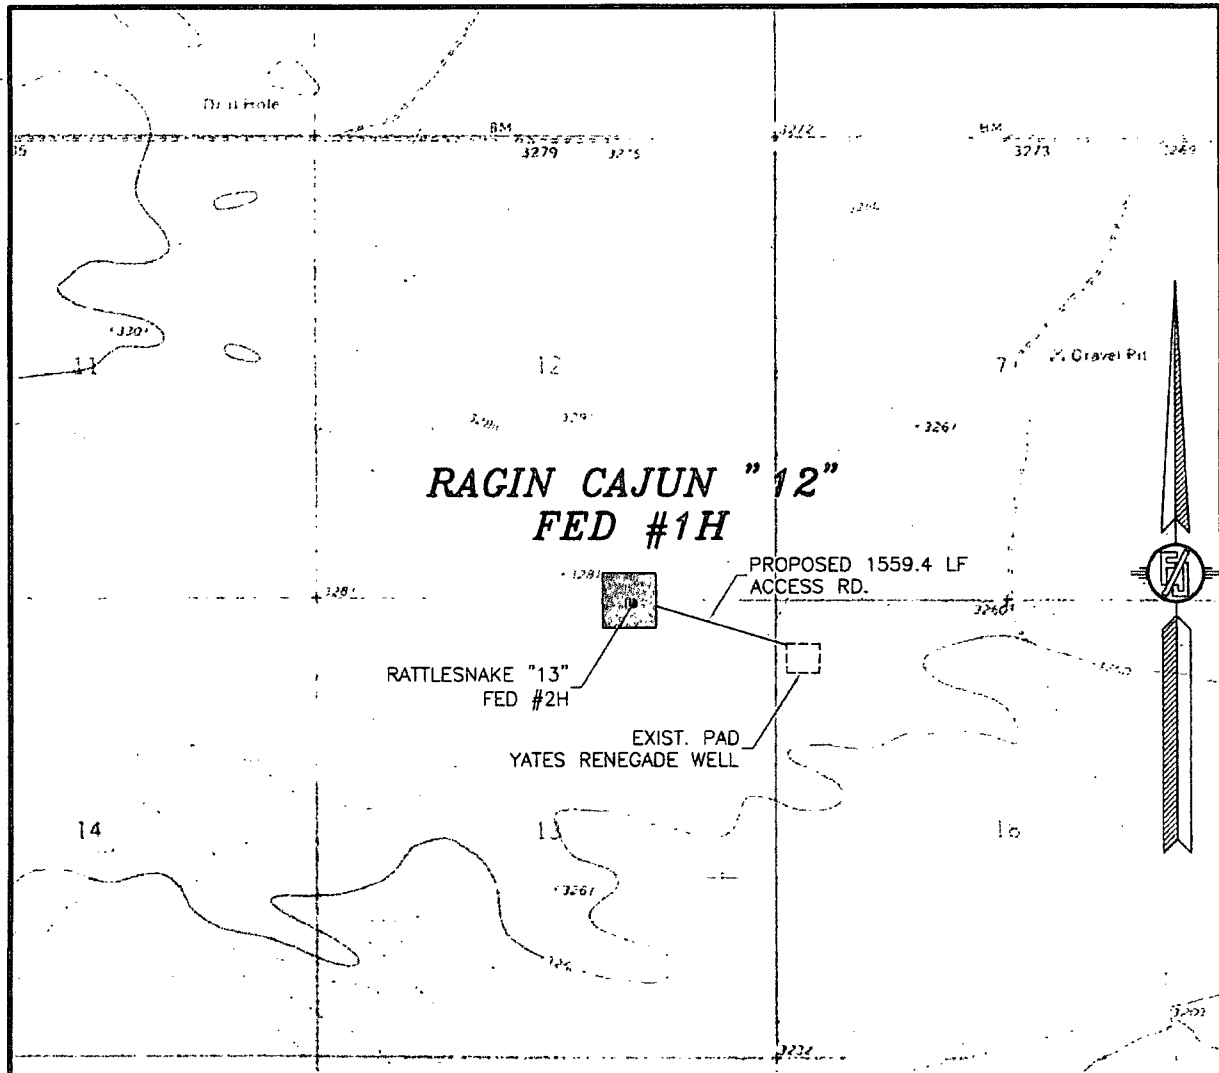 Drill Hole
BM
3272
BM
3279
3273
3269
3301
11
12
7
Gravel Pit
3261
RAGIN CAJUN "12"
FED #1H
PROPOSED 1559.4 LF
ACCESS RD.
3281
3281
3260
RATTLESNAKE "13"
FED #2H
EXIST. PAD
YATES RENEGADE WELL
14
13
3261
3232